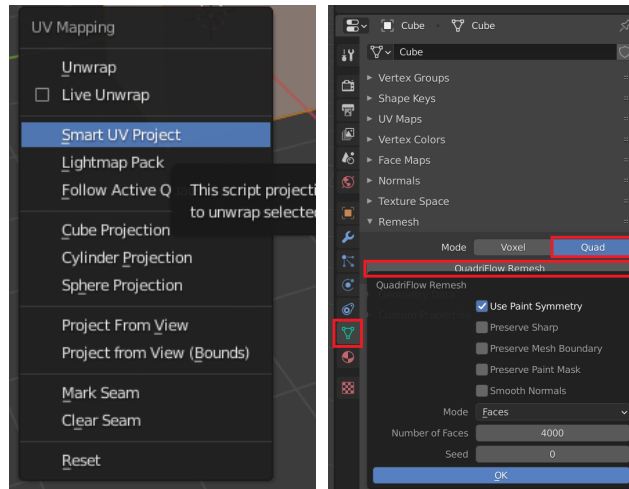 UV Mapping
Unwrap
Live Unwrap
Smart UV Project
Lightmap Pack
Follow Active Q
This script projecti
to unwrap selected
Cube Projection
Cylinder Projection
Sphere Projection
Project From View
Project from View (Bounds)
Mark Seam
Clear Seam
Reset
Cube
Cube
Cube
Vertex Groups
Shape Keys
UV Maps
Vertex Colors
Face Maps
Normals
Texture Space
Remesh
Mode Voxel Quad
QuadriFlow Remesh
QuadriFlow Remesh
Use Paint Symmetry
Preserve Sharp
Preserve Mesh Boundary
Preserve Paint Mask
Smooth Normals
Mode Faces
Number of Faces 4000
Seed 0
OK